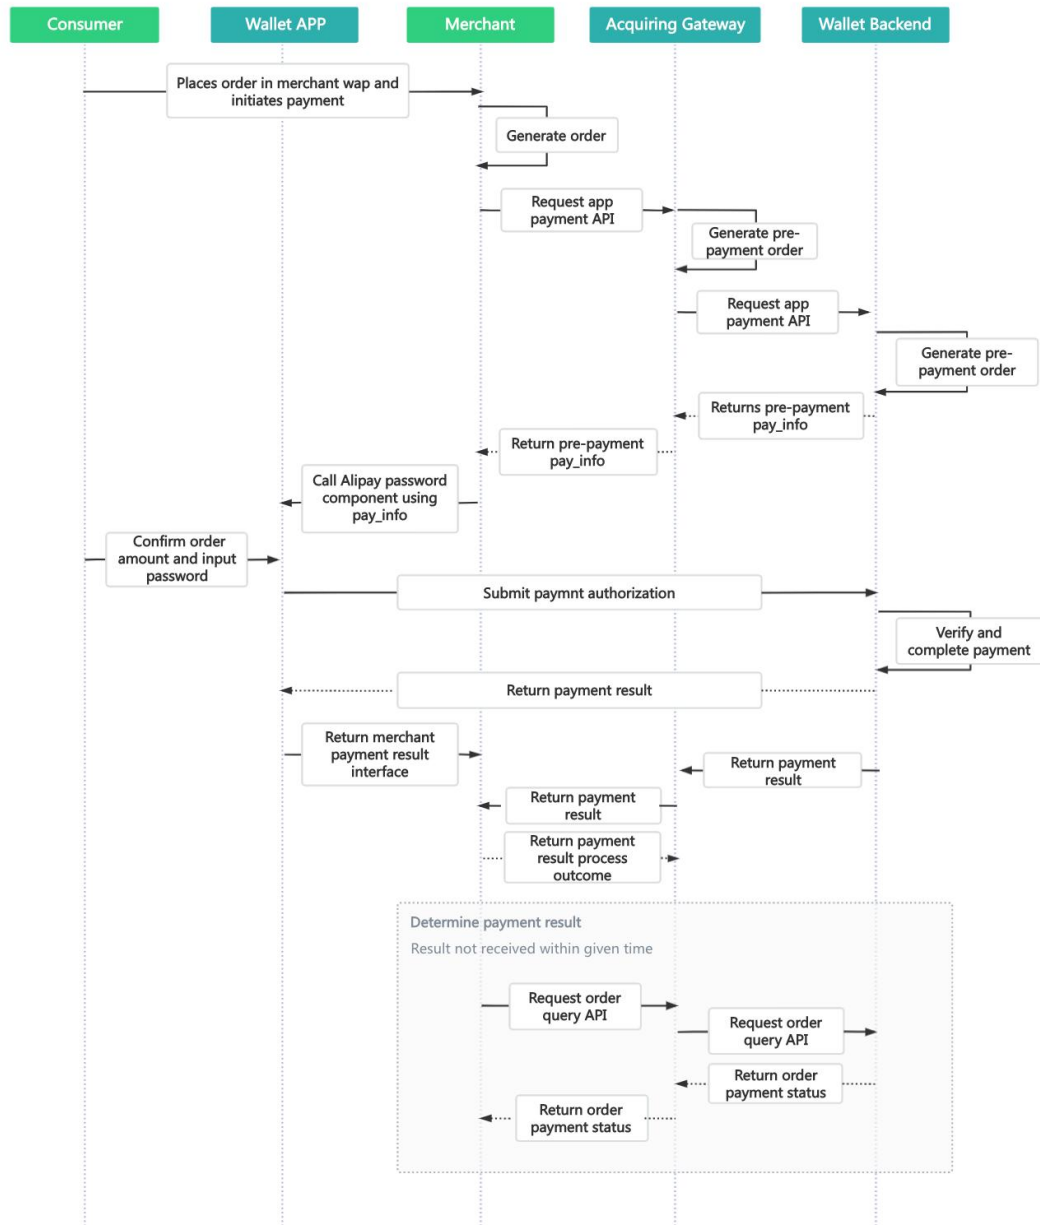 Consumer
Wallet APP
Merchant
Acquiring Gateway
Wallet Backend
Places order in merchant wap and
initiates payment
Generate order
Request app
payment API
Generate pre-
payment order
Request app
payment API
Generate pre-
payment order
Returns pre-payment
pay_info
Return pre-payment
pay_info
Call Alipay password
component using
pay_info
Confirm order
amount and input
password
Submit paymnt authorization
Verify and
complete payment
Return payment result
Return merchant
payment result
interface
Return payment
result
Return payment
result
Return payment
result process
outcome
Determine payment result
Result not received within given time
Request order
query API
Request order
query API
Return order
payment status
Return order
payment status